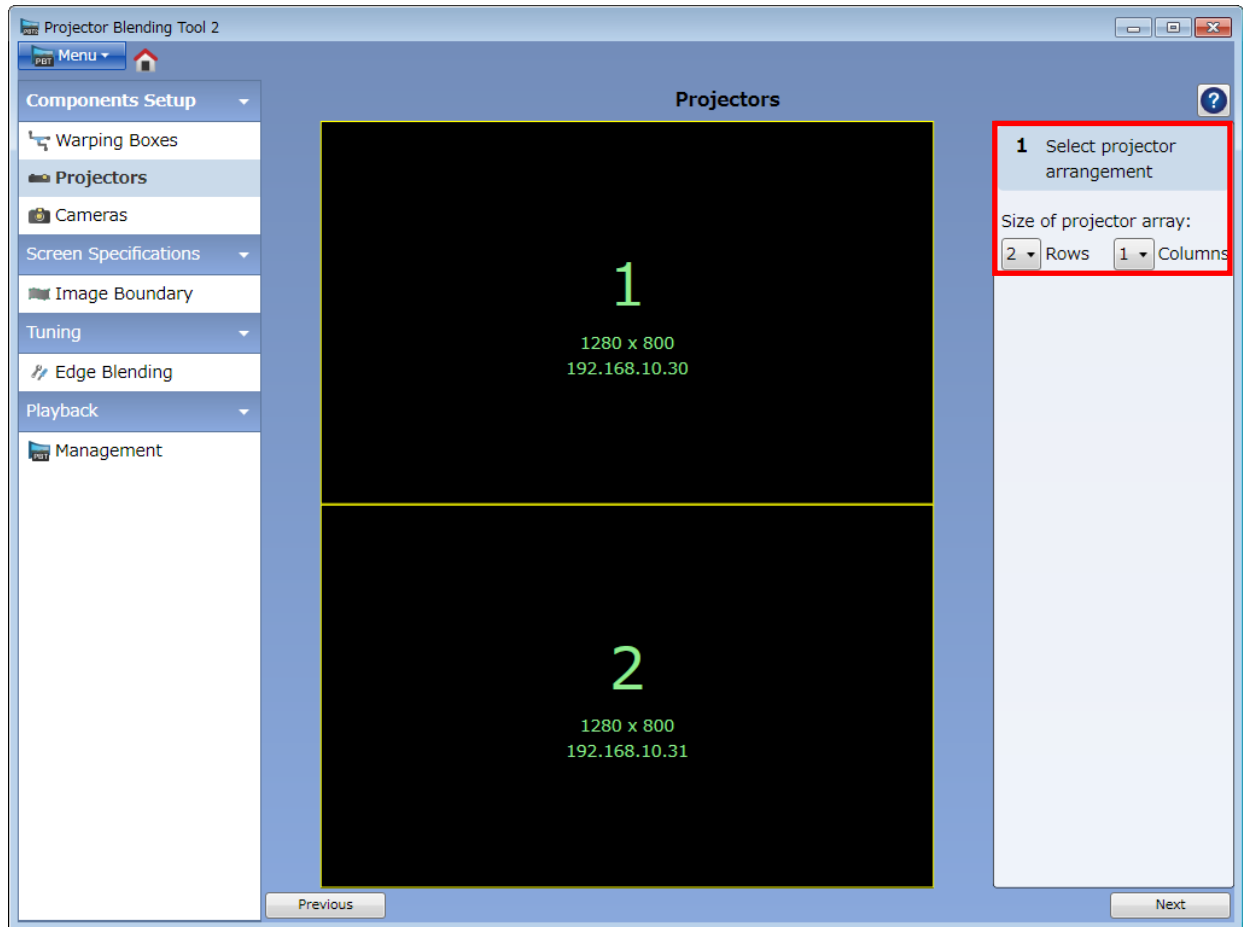 Projector Blending Tool 2
PBT Menu
Components Setup
Warping Boxes
Projectors
Cameras
Screen Specifications
Image Boundary
Tuning
Edge Blending
Playback
PBT Management
Projectors
?
1
1280 x 800
192.168.10.30
2
1280 x 800
192.168.10.31
1 Select projector
arrangement
Size of projector array:
2 Rows 1 Columns
Previous
Next